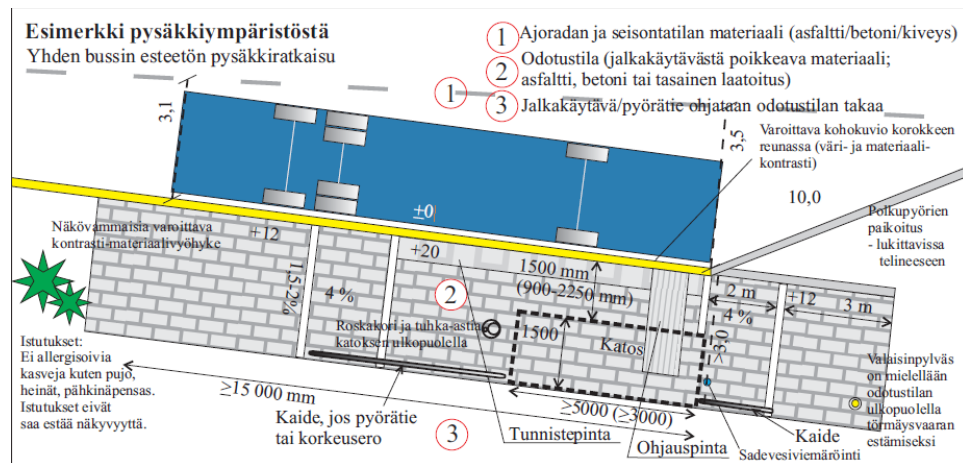 Esimerkki pysäkkiympäristöstä
Yhden bussin esteetön pysäkkiratkaisu
1 Ajoradan ja seisontatilan materiaali (asfaltti/betoni/kiveys)
2 Odotustila (jalkakäytävästä poikkeava materiaali;
asfaltti, betoni tai tasainen laatoitus)
3 Jalkakäytävä/pyörätie ohjataan odotustilan takaa
1
3,1
3,5
Varoittava kohokuvio korokkeen
reunassa (väri- ja materiaali-
kontrasti)
10,0
Polkupyörien
paikoitus
- lukittavissa
telineeseen
±0
Näkövammaisia varoittava
kontrasti-materiaalivyöhyke
+12
+20
1,5-2%
4 %
1500 mm
(900-2250 mm)
2
2 m
4 %
+12
3 m
>3,0
Roskakori ja tuhka-astia
katoksen ulkopuolella
1500
Katos
Istutukset:
Ei allergisoivia
kasveja kuten pujo,
heinät, pähkinäpensas.
Istutukset eivät
saa estää näkyvyyttä.
≥15 000 mm
Kaide, jos pyörätie
tai korkeusero
3
≥5000 (≥3000)
Tunnistepinta
Ohjauspinta
Kaide
Sadevesiviemäröinti
Valaisinpylväs
on mielellään
odotustilan
ulkopuolella
törmäysvaaran
estämiseksi